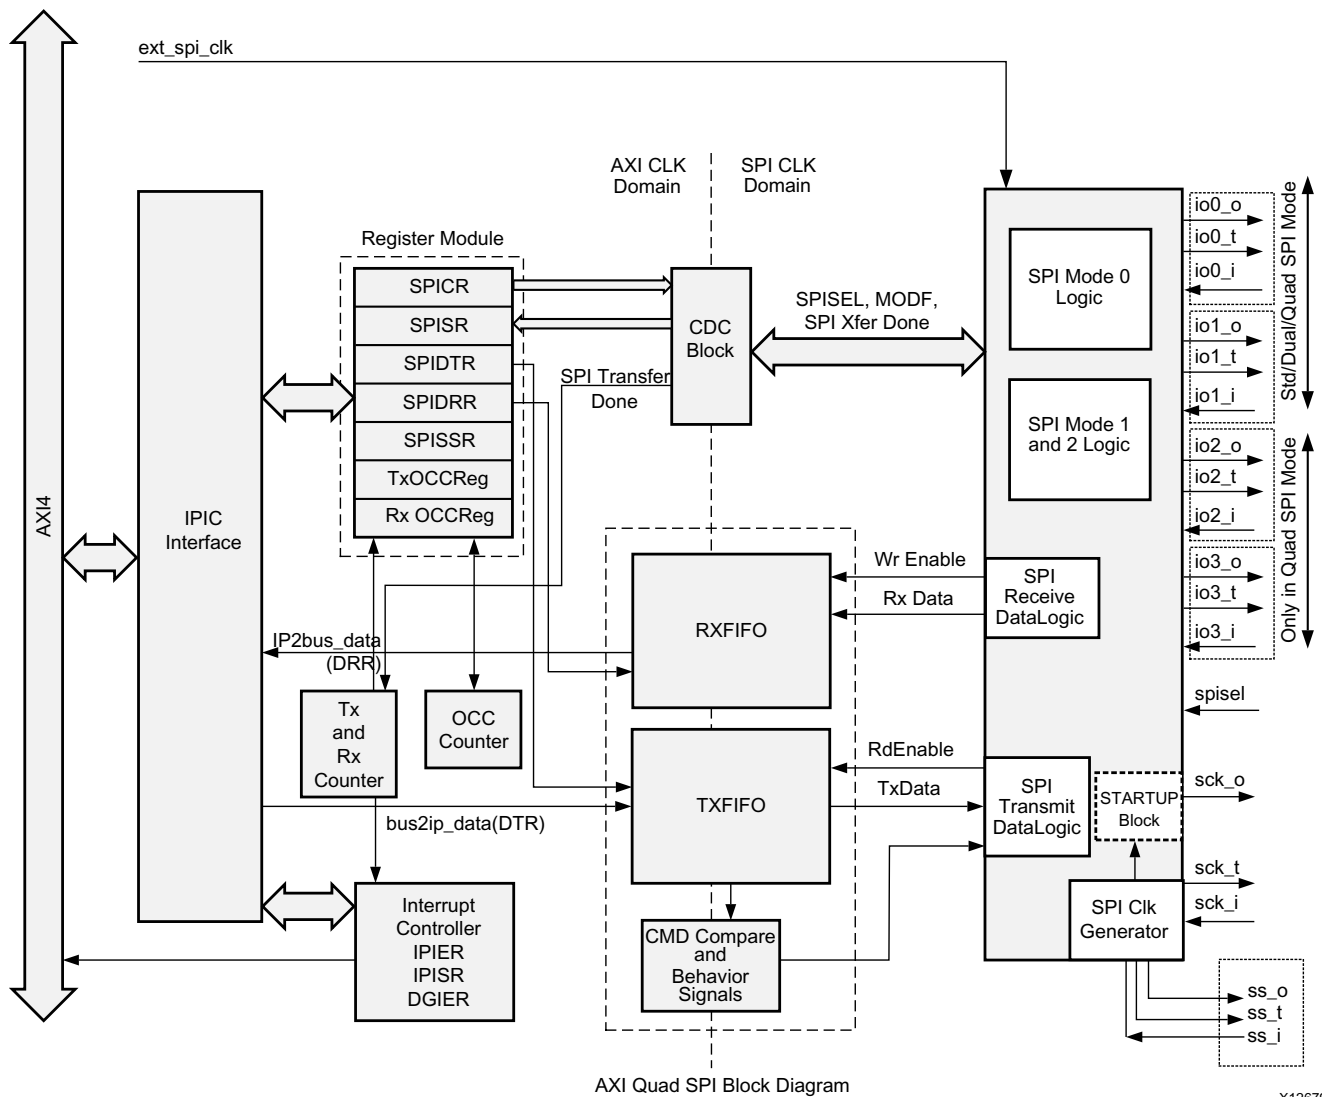 ext_spi_clk
AXI CLK
Domain
SPI CLK
Domain
Register Module
SPICR
SPISR
SPIDTR
SPIDRR
SPISSR
TxOCCReg
Rx OCCReg
CDC
Block
SPISEL, MODF,
SPI Xfer Done
SPI Transfer
Done
AXI4
IPIC
Interface
SPI Mode 0
Logic
SPI Mode 1
and 2 Logic
io0_o
io0_t
io0_i
io1_o
io1_t
io1_i
Std/Dual/Quad SPI Mode
io2_o
io2_t
io2_i
io3_o
io3_t
io3_i
Only in Quad SPI Mode
Wr Enable
Rx Data
SPI
Receive
DataLogic
RXFIFO
IP2bus_data
(DRR)
Tx
and
Rx
Counter
OCC
Counter
spisel
RdEnable
TxData
TXFIFO
SPI
Transmit
DataLogic
STARTUP
Block
sck_o
bus2ip_data(DTR)
sck_t
sck_i
SPI Clk
Generator
Interrupt
Controller
IPIER
IPISR
DGIER
CMD Compare
and
Behavior
Signals
ss_o
ss_t
ss_i
AXI Quad SPI Block Diagram